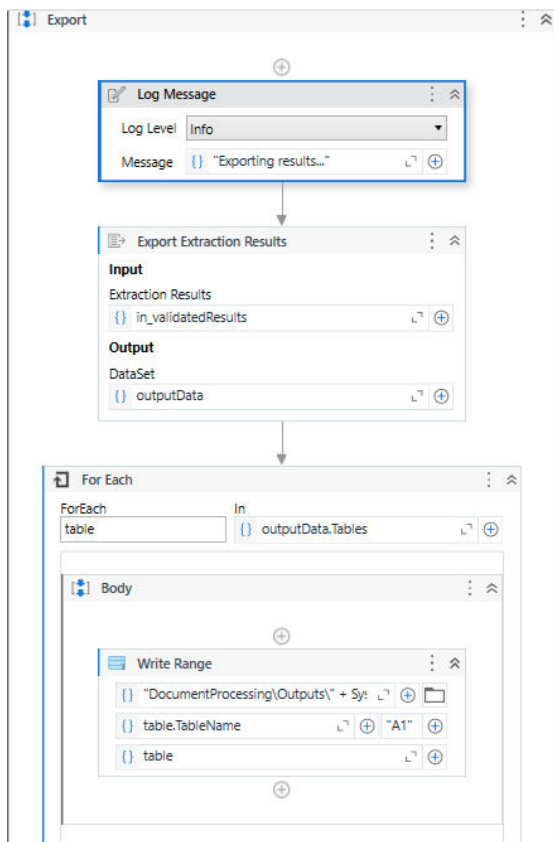 Export
Log Message
Log Level Info
Message {} "Exporting results..."
Export Extraction Results
Input
Extraction Results
{} in_validatedResults
Output
DataSet
{} outputData
For Each
ForEach In
table {} outputData.Tables
Body
Write Range
{} "DocumentProcessing\Outputs\" + Sy
{} table.TableName "A1"
{} table